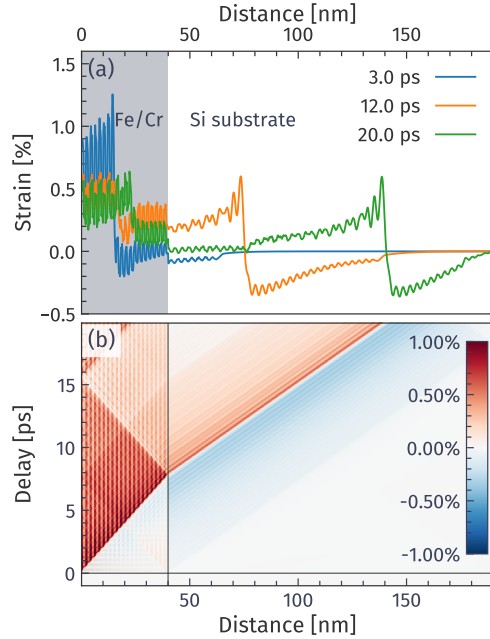 Distance [nm]
0 50 100 150
(a)
Fe/Cr
Si substrate
3.0 ps
12.0 ps
20.0 ps
Strain [%]
1.5
1.0
0.5
0.0
−0.5
(b)
Delay [ps]
15
10
5
0
1.00%
0.50%
0.00%
-0.50%
-1.00%
0 50 100 150
Distance [nm]